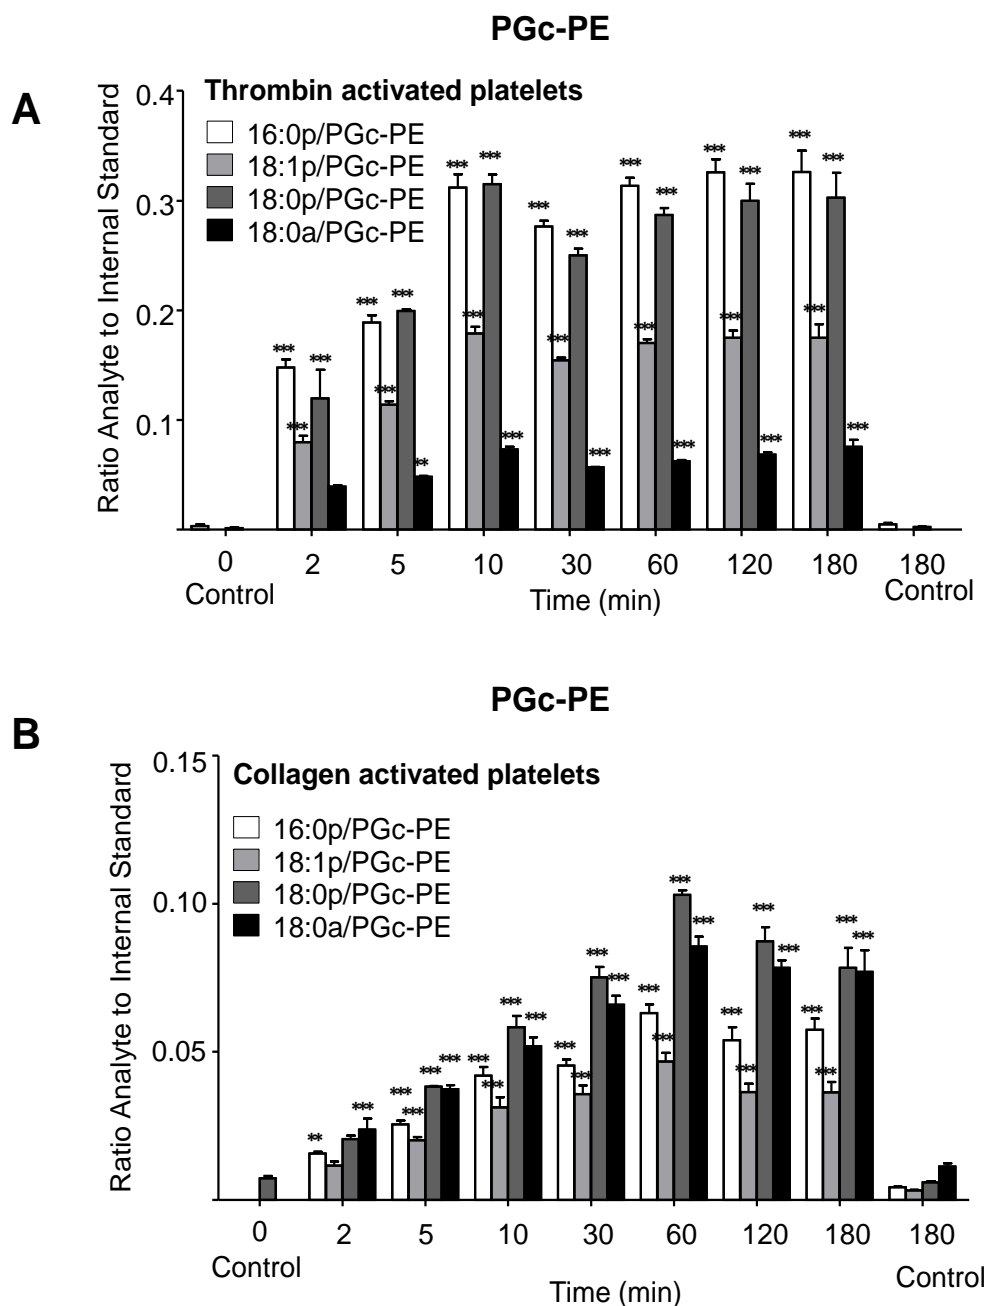 PGc-PE
A
Ratio Analyte to Internal Standard
0.4
0.3
0.2
0.1
Thrombin activated platelets
16:0p/PGc-PE
18:1p/PGc-PE
18:0p/PGc-PE
18:0a/PGc-PE
*** *** *** *** *** *** *** ***
*** *** *** *** *** *** *** ***
*** *** *** ** *** *** *** *** ***
0 2 5 10 30 60 120 180 180
Control Time (min) Control
PGc-PE
B
Ratio Analyte to Internal Standard
0.15
0.10
0.05
Collagen activated platelets
16:0p/PGc-PE
18:1p/PGc-PE
18:0p/PGc-PE
18:0a/PGc-PE
*** *** *** *** *** *** ***
*** *** *** *** *** *** ***
** *** *** *** *** *** *** *** *** *** ***
0 2 5 10 30 60 120 180 180
Control Time (min) Control